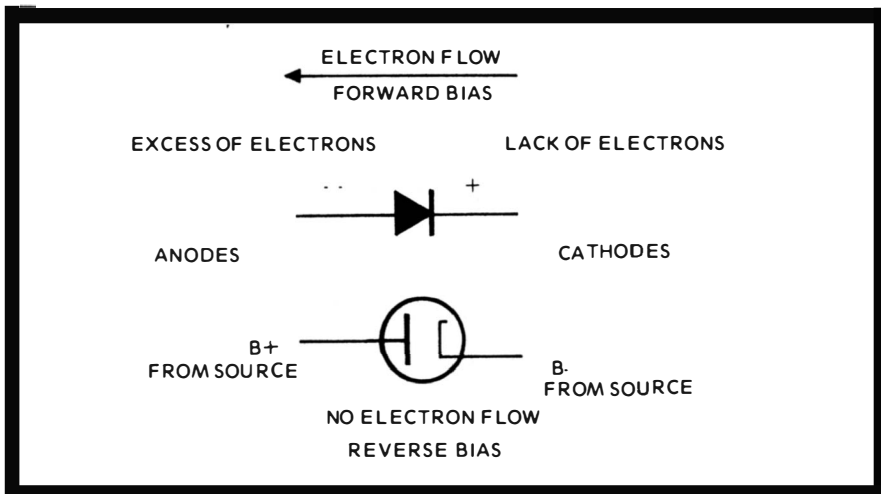 ELECTRON FLOW
FORWARD BIAS
EXCESS OF ELECTRONS
LACK OF ELECTRONS
- -
+
ANODES
CATHODES
B+
FROM SOURCE
B-
FROM SOURCE
NO ELECTRON FLOW
REVERSE BIAS